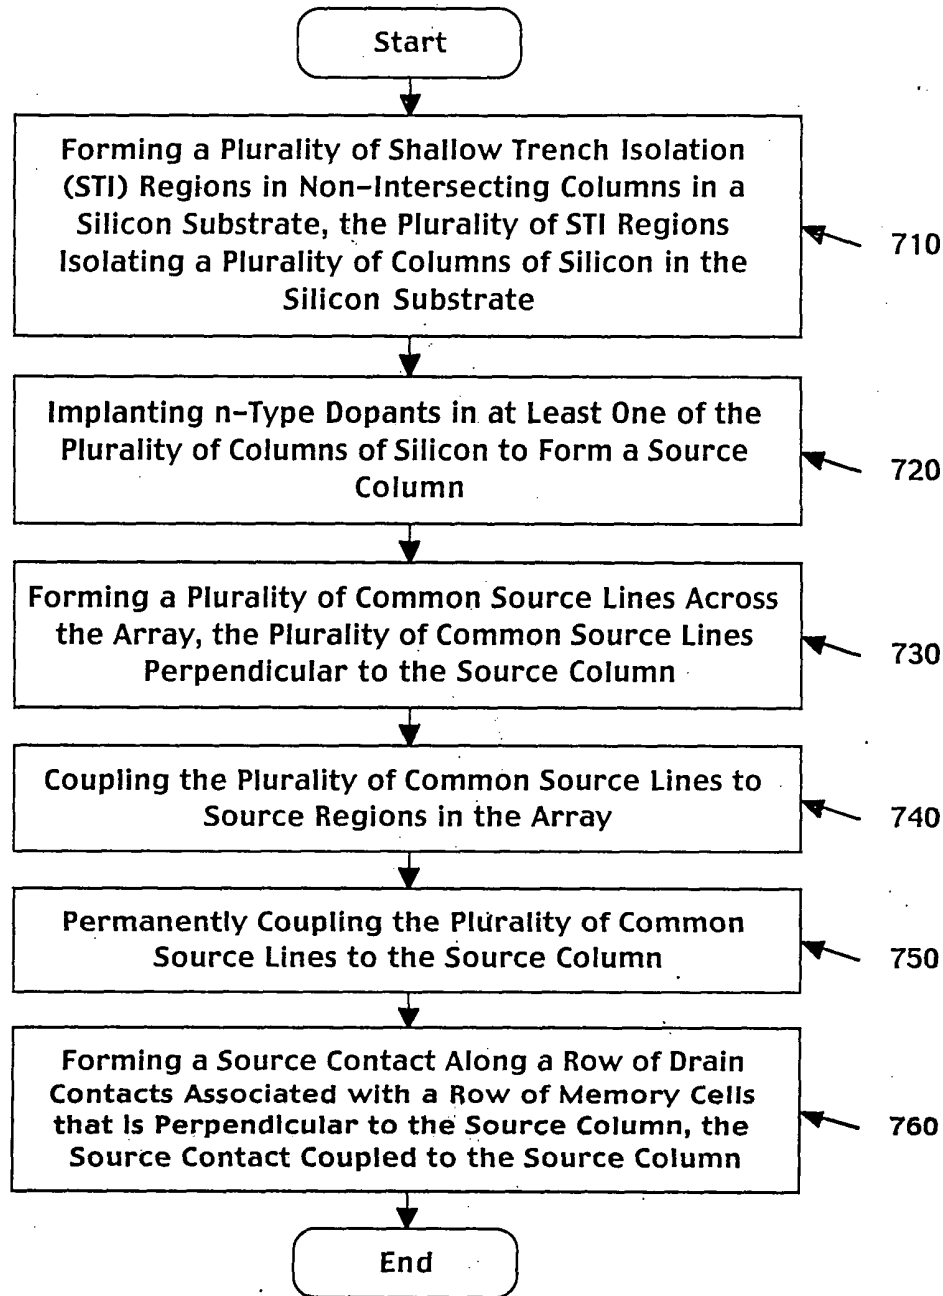 Start
Forming a Plurality of Shallow Trench Isolation
(STI) Regions in Non-Intersecting Columns in a
Silicon Substrate, the Plurality of STI Regions
Isolating a Plurality of Columns of Silicon in the
Silicon Substrate
710
Implanting n-Type Dopants in at Least One of the
Plurality of Columns of Silicon to Form a Source
Column
720
Forming a Plurality of Common Source Lines Across
the Array, the Plurality of Common Source Lines
Perpendicular to the Source Column
730
Coupling the Plurality of Common Source Lines to
Source Regions in the Array
740
Permanently Coupling the Plurality of Common
Source Lines to the Source Column
750
Forming a Source Contact Along a Row of Drain
Contacts Associated with a Row of Memory Cells
that is Perpendicular to the Source Column, the
Source Contact Coupled to the Source Column
760
End